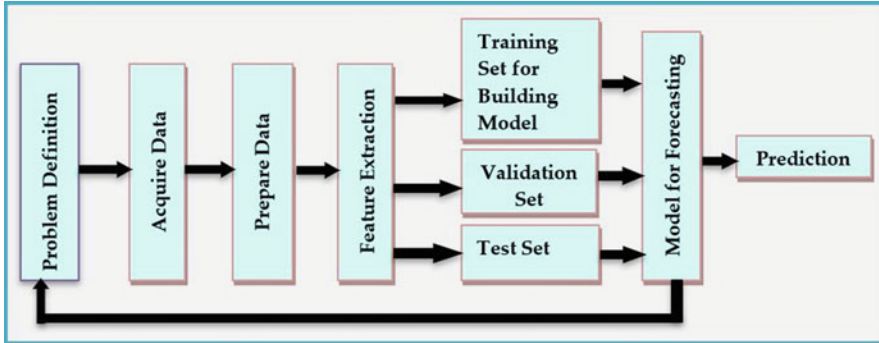 Problem Definition
Acquire Data
Prepare Data
Feature Extraction
Training
Set for
Building
Model
Validation
Set
Test Set
Model for Forecasting
Prediction